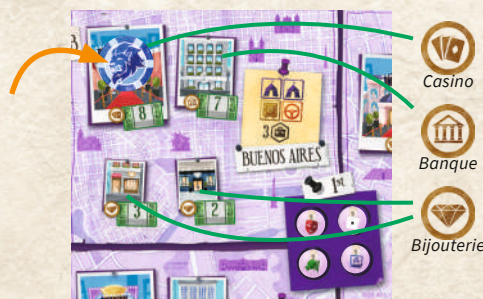 3
8
7
3
BUENOS AIRES
3
2
1st
Casino
Banque
Bijouterie